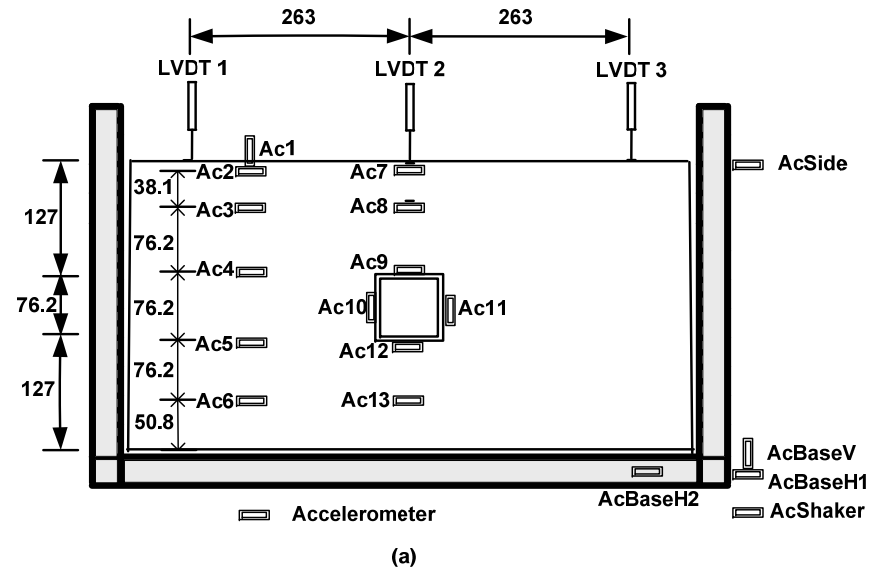 263 263
LVDT 1 LVDT 2 LVDT 3
Ac1
Ac2 Ac7 AcSide
38.1
Ac3 Ac8
127
76.2
Ac4 Ac9
76.2 76.2 Ac10 Ac11
Ac5 Ac12
76.2
127
Ac6 Ac13
50.8
AcBaseV
AcBaseH1
AcBaseH2
Accelerometer AcShaker
(a)